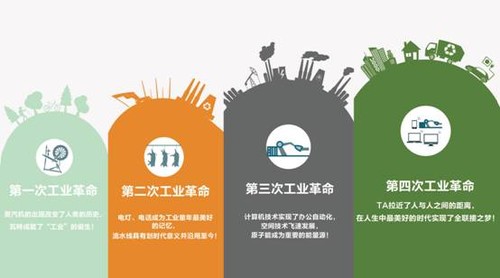 第一次工业革命
蒸汽机的出现改变了人类的历史,
瓦特成就了“工业”的诞生!
第二次工业革命
电灯、电话成为工业童年最美好
的记忆,
流水线具有划时代意义并沿用至今!
第三次工业革命
计算机技术实现了办公自动化,
空间技术飞速发展,
原子能成为重要的能量源!
第四次工业革命
TA拉近了人与人之间的距离,
在人生中最美好的时代实现了全联接之梦!